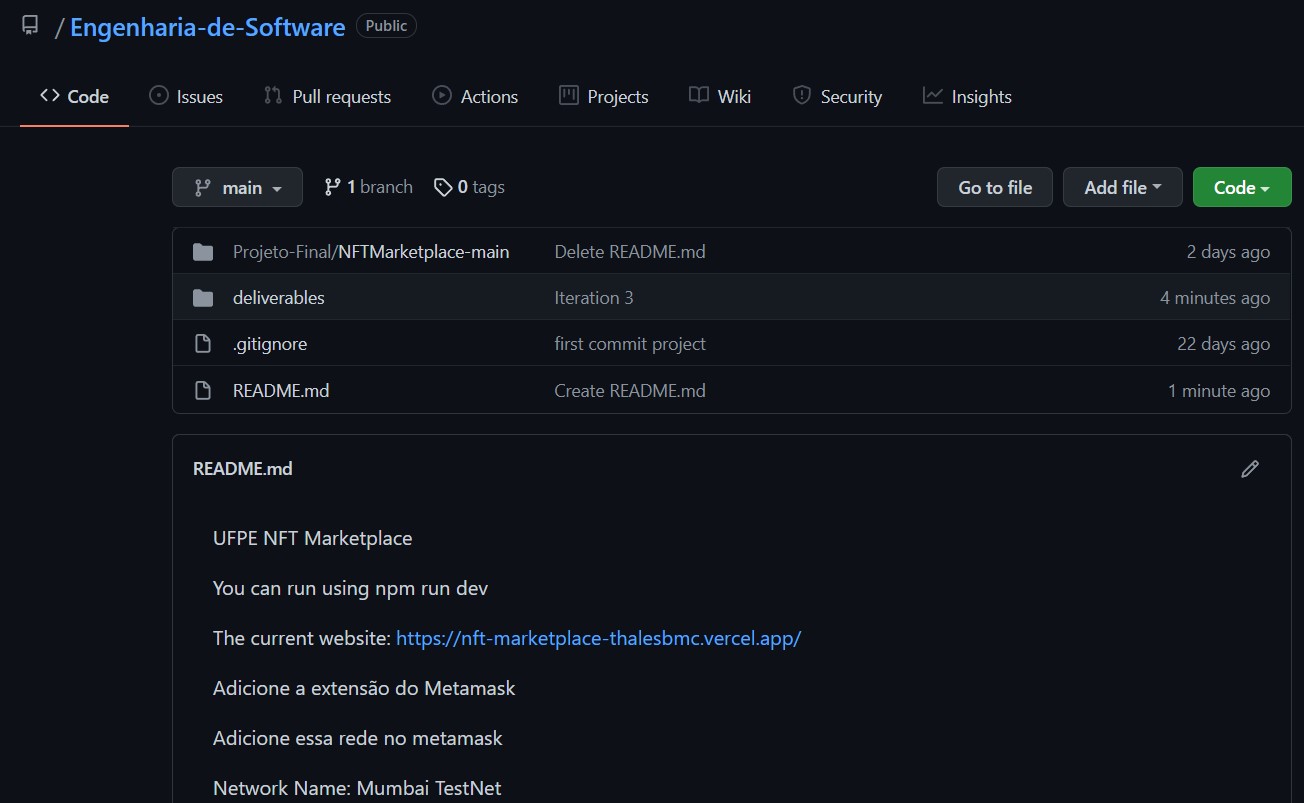 / Engenharia-de-Software Public
Code Issues Pull requests Actions Projects Wiki Security Insights
main 1 branch 0 tags Go to file Add file Code
Projeto-Final/NFTMarketplace-main Delete README.md 2 days ago
deliverables Iteration 3 4 minutes ago
.gitignore first commit project 22 days ago
README.md Create README.md 1 minute ago
README.md
UFPE NFT Marketplace
You can run using npm run dev
The current website: https://nft-marketplace-thalesbmc.vercel.app/
Adicione a extensão do Metamask
Adicione essa rede no metamask
Network Name: Mumbai TestNet